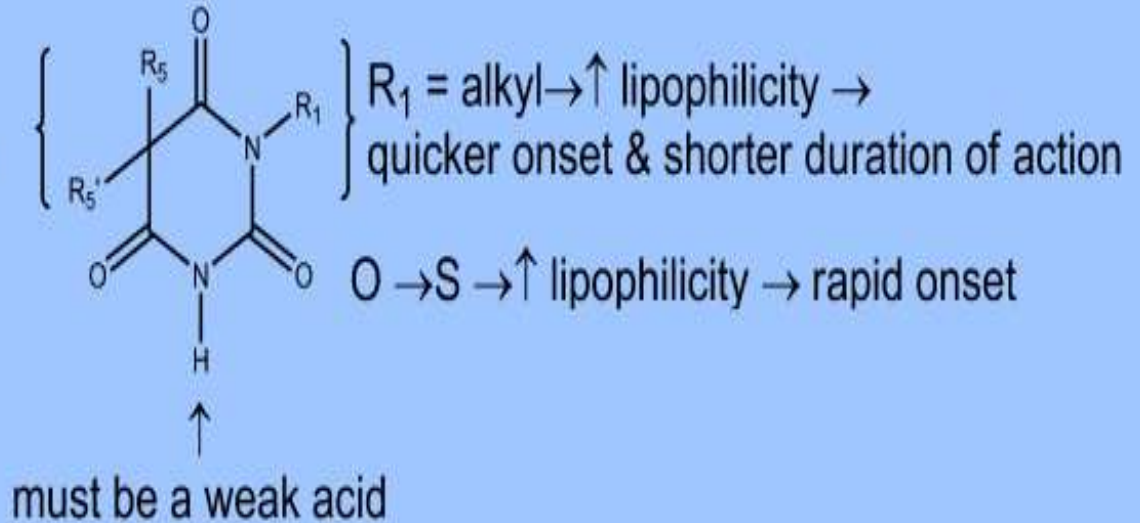 O
R₅
R₁
N
R₅'
O
N
O
H
R₁ = alkyl→↑ lipophilicity →
quicker onset & shorter duration of action
O →S →↑ lipophilicity → rapid onset
↑
must be a weak acid